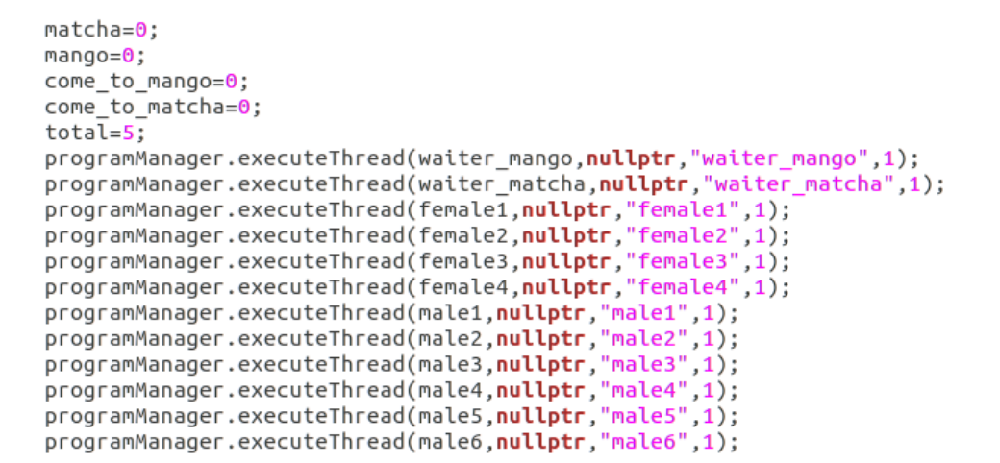 matcha=0;
mango=0;
come_to_mango=0;
come_to_matcha=0;
total=5;
programManager.executeThread(waiter_mango,nullptr,"waiter_mango",1);
programManager.executeThread(waiter_matcha,nullptr,"waiter_matcha",1);
programManager.executeThread(female1,nullptr,"female1",1);
programManager.executeThread(female2,nullptr,"female2",1);
programManager.executeThread(female3,nullptr,"female3",1);
programManager.executeThread(female4,nullptr,"female4",1);
programManager.executeThread(male1,nullptr,"male1",1);
programManager.executeThread(male2,nullptr,"male2",1);
programManager.executeThread(male3,nullptr,"male3",1);
programManager.executeThread(male4,nullptr,"male4",1);
programManager.executeThread(male5,nullptr,"male5",1);
programManager.executeThread(male6,nullptr,"male6",1);